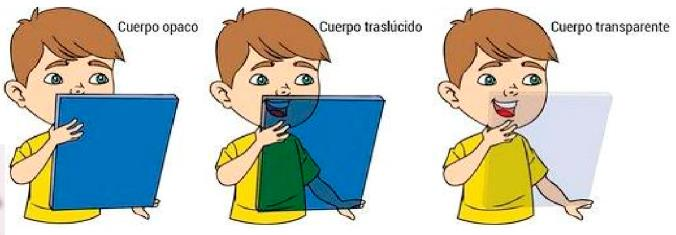 Cuerpo opaco
Cuerpo traslúcido
Cuerpo transparente